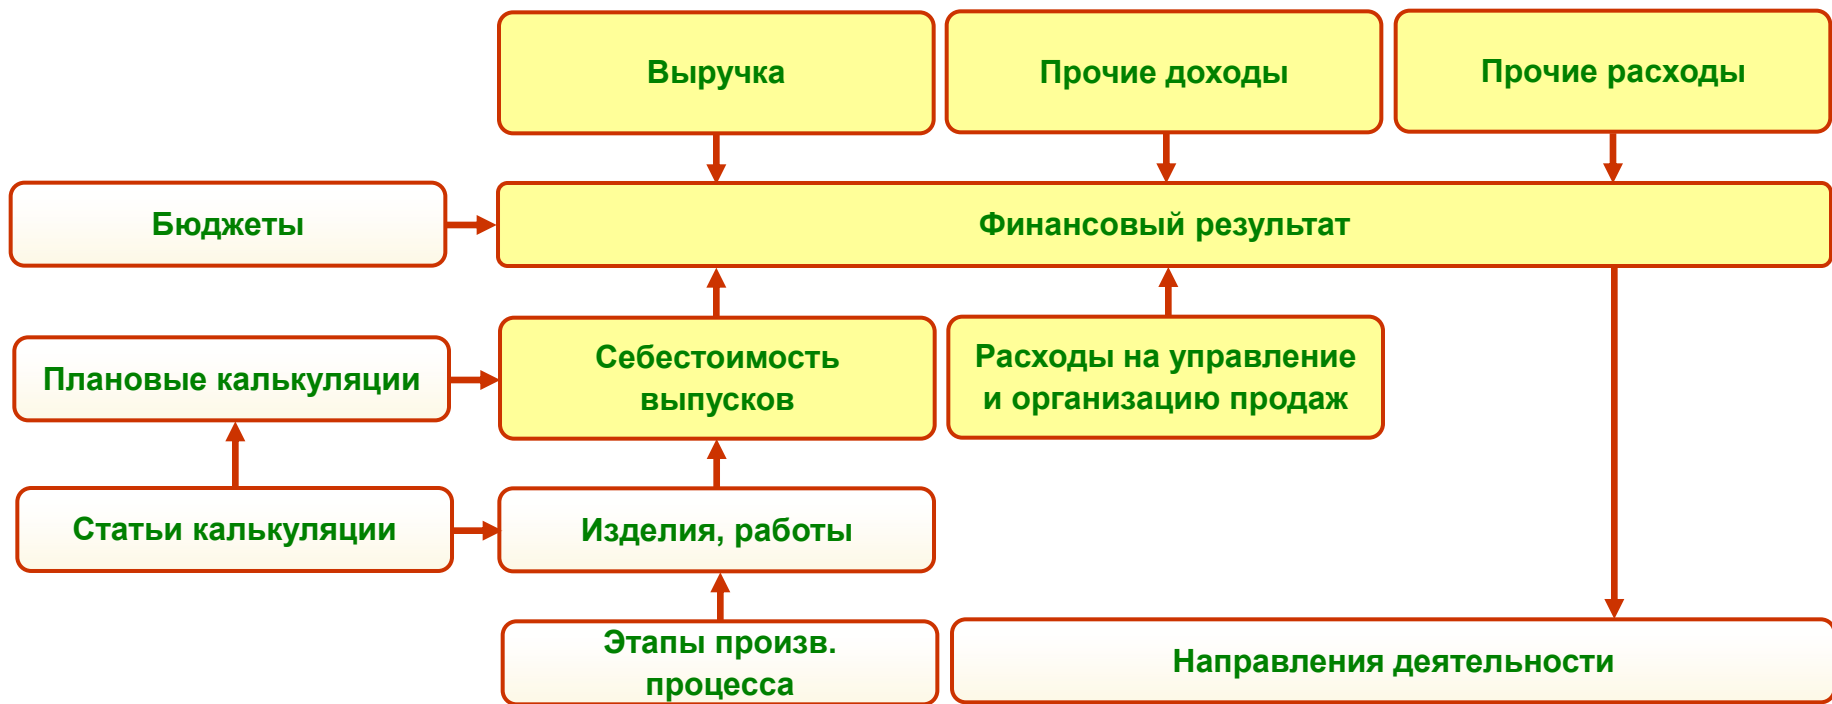 Выручка
Прочие доходы
Прочие расходы
Бюджеты
Финансовый результат
Плановые калькуляции
Себестоимость
выпусков
Расходы на управление
и организацию продаж
Статьи калькуляции
Изделия, работы
Этапы произв.
процесса
Направления деятельности